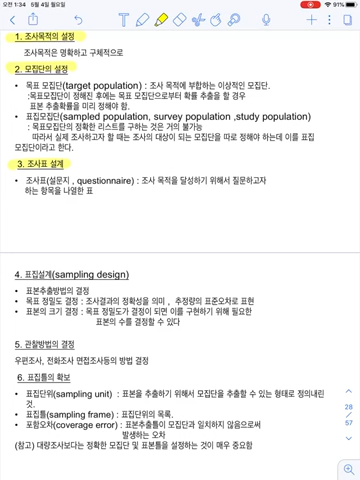 오전 1:34 5월 4일 월요일
91%
1. 조사목적의 설정
조사목적은 명확하고 구체적으로
2. 모집단의 설정
• 목표 모집단(target population) : 조사 목적에 부합하는 이상적인 모집단.
:목표모집단이 정해진 후에는 목표 모집단으로부터 확률 추출을 할 경우
표본 추출확률을 미리 정해야 함.
• 표집모집단(sampled population, survey population ,study population)
: 목표모집단의 정확한 리스트를 구하는 것은 거의 불가능
따라서 실제 조사하고자 할 때는 조사의 대상이 되는 모집단을 따로 정해야 하는데 이를 표집
모집단이라고 한다.
3. 조사표 설계
• 조사표(설문지 , questionnaire) : 조사 목적을 달성하기 위해서 질문하고자
하는 항목을 나열한 표
4. 표집설계(sampling design)
• 표본추출방법의 결정
• 목표 정밀도 결정 : 조사결과의 정확성을 의미 , 추정량의 표준오차로 표현
• 표본의 크기 결정 : 목표 정밀도가 결정이 되면 이를 구현하기 위해 필요한
표본의 수를 결정할 수 있다
5. 관찰방법의 결정
우편조사, 전화조사 면접조사등의 방법 결정
6. 표집틀의 확보
• 표집단위(sampling unit) : 표본을 추출하기 위해서 모집단을 추출할 수 있는 형태로 정의내린
것.
• 표집틀(sampling frame) : 표집단위의 목록.
• 포함오차(coverage error) : 표본추출틀이 모집단과 일치하지 않음으로써
발생하는 오차
(참고) 대량조사보다는 정확한 모집단 및 표본틀을 설정하는 것이 매우 중요함
28
/
57